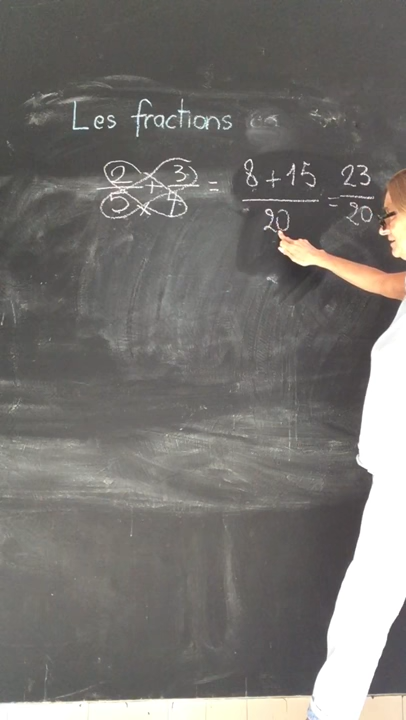 Les fractions
2/5 + 3/4 = 8+15/20 = 23/20